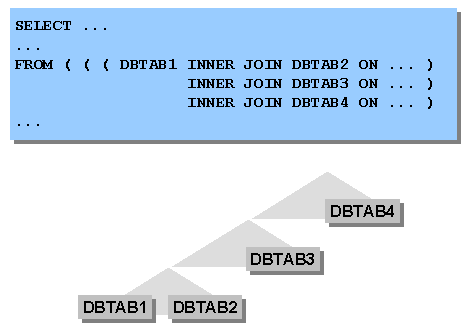 SELECT ...
...
FROM ( ( ( DBTAB1 INNER JOIN DBTAB2 ON ... )
INNER JOIN DBTAB3 ON ... )
INNER JOIN DBTAB4 ON ... )
...
DBTAB4
DBTAB3
DBTAB1 DBTAB2